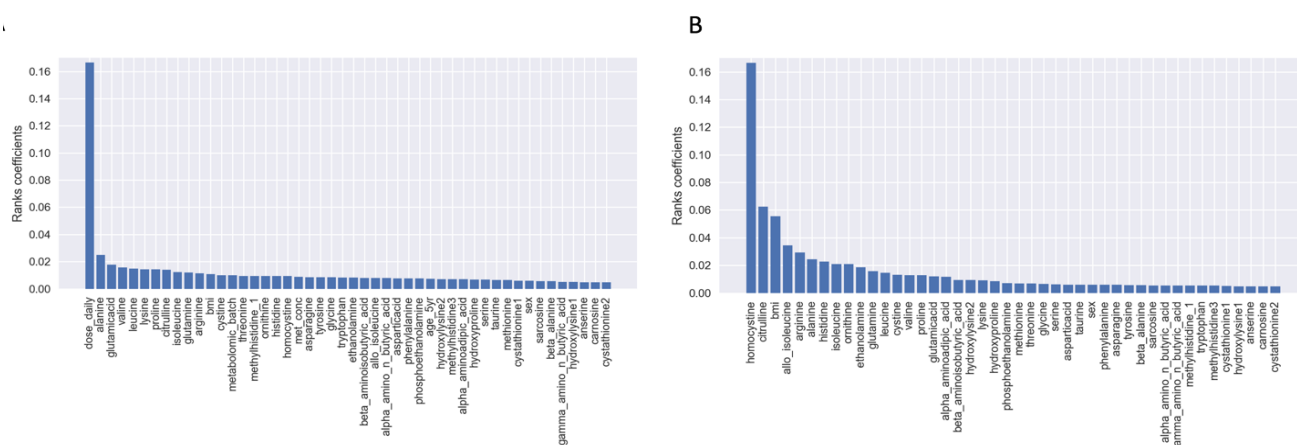 B
Ranks coefficients
0.16
0.14
0.12
0.10
0.08
0.06
0.04
0.02
0.00
dose_daily
alanine
glutamicacid
valine
leucine
lysine
proline
citrulline
isoleucine
glutamine
arginine
bmi
cystine
metabolomic_batch
threonine
methylhistidine_1
ornithine
histidine
homocystine
met_conc
asparagine
tyrosine
glycine
tryptophan
ethanolamine
beta_aminoisobutyric_acid
allo_isoleucine
alpha_amino_n_butyric_acid
asparticacid
phenylalanine
phosphoethanolamine
age_5yr
hydroxylysine2
methylhistidine3
alpha_aminoadipic_acid
hydroxyproline
serine
taurine
methionine
cystathionine1
sex
sarcosine
beta_alanine
gamma_amino_n_butyric_acid
hydroxylysine1
anserine
carnosine
cystathionine2
Ranks coefficients
0.16
0.14
0.12
0.10
0.08
0.06
0.04
0.02
0.00
homocystine
citrulline
bmi
allo_isoleucine
arginine
alanine
histidine
isoleucine
ornithine
ethanolamine
glutamine
leucine
cystine
valine
proline
glutamicacid
alpha_aminoadipic_acid
beta_aminoisobutyric_acid
hydroxylysine2
lysine
hydroxyproline
phosphoethanolamine
methionine
threonine
glycine
serine
asparticacid
taurine
sex
phenylalanine
asparagine
tyrosine
beta_alanine
sarcosine
alpha_amino_n_butyric_acid
amma_amino_n_butyric_acid
methylhistidine_1
tryptophan
methylhistidine3
cystathionine1
hydroxylysine1
anserine
carnosine
cystathionine2